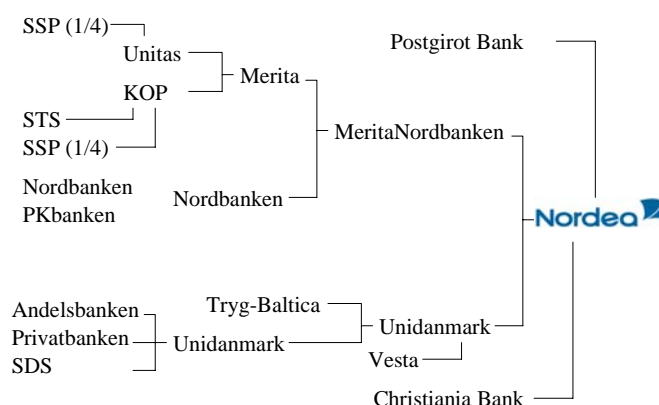 SSP (1/4)
Unitas
Postgirot Bank
Merita
KOP
STS
MeritaNordbanken
SSP (1/4)
Nordbanken
PKbanken
Nordbanken
Nordea
Andelsbanken
Privatbanken
SDS
Tryg-Baltica
Unidanmark
Unidanmark
Vesta
Christiania Bank